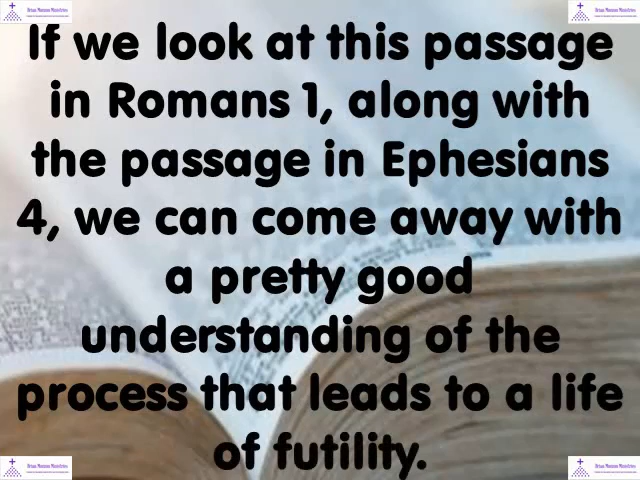 If we look at this passage
in Romans 1, along with
the passage in Ephesians
4, we can come away with
a pretty good
understanding of the
process that leads to a life
of futility.